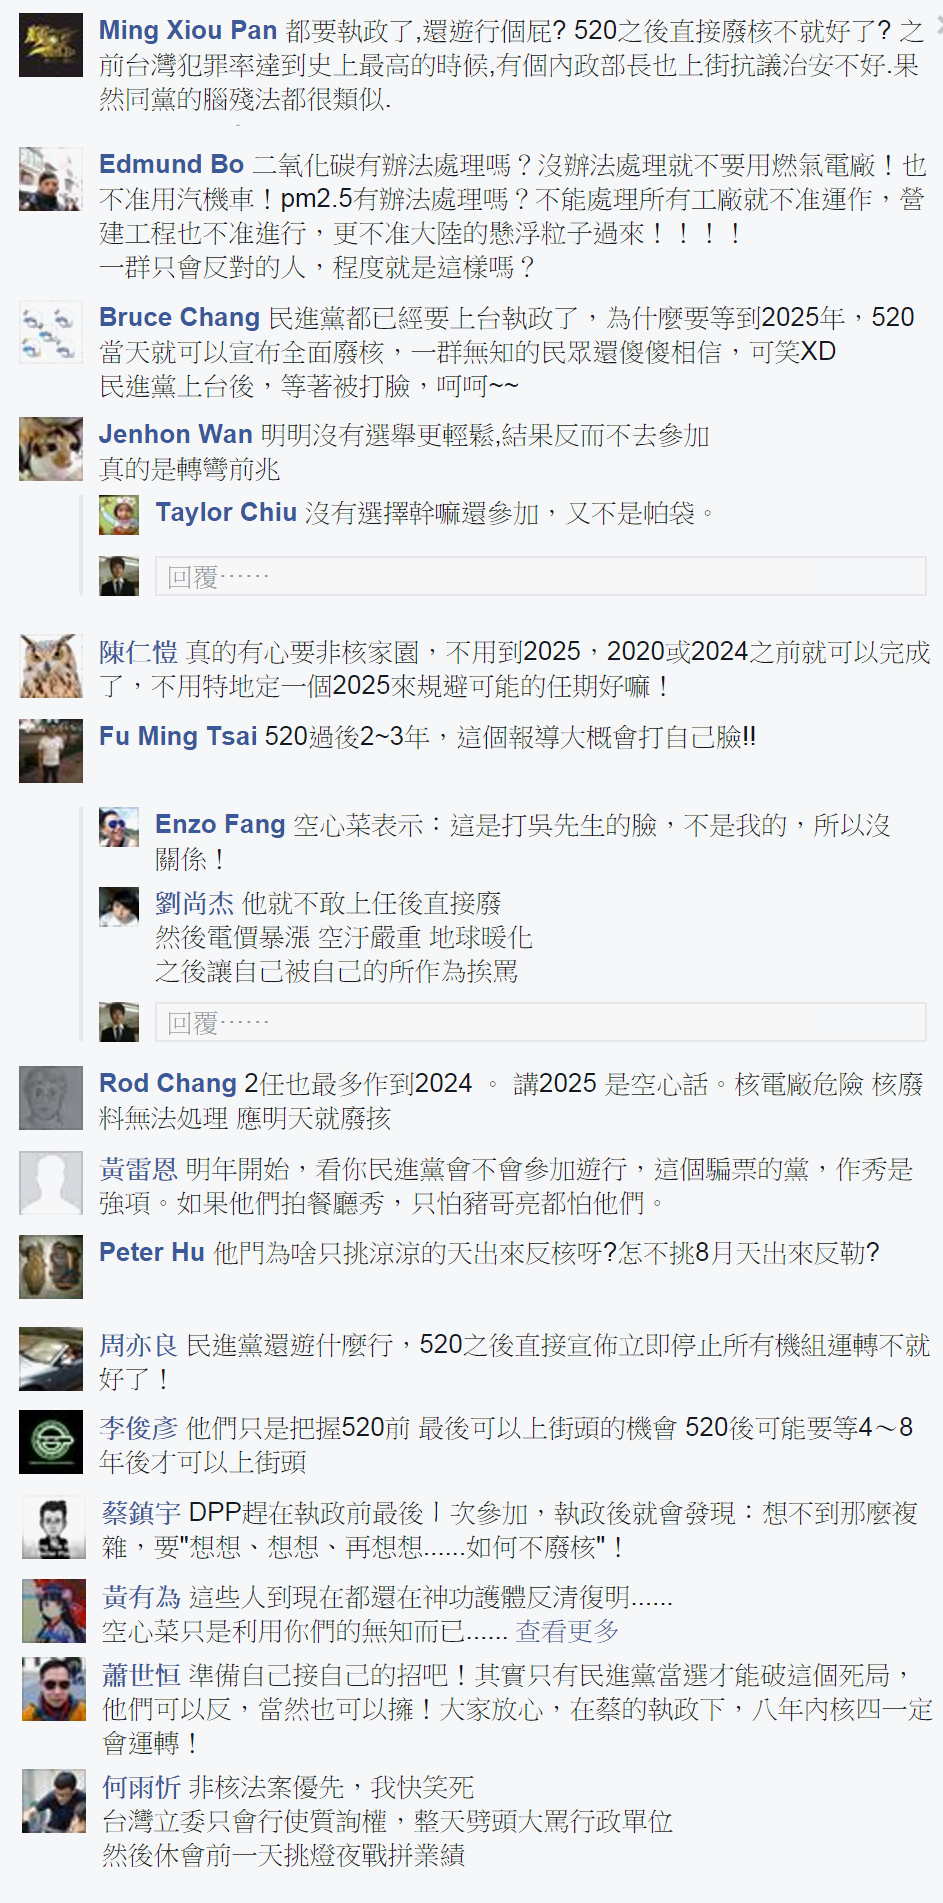 Ming Xiou Pan 都要執政了,還遊行個屁? 520之後直接廢核不就好了? 之
前台灣犯罪率達到史上最高的時候,有個內政部長也上街抗議治安不好.果
然同黨的腦殘法都很類似.
Edmund Bo 二氧化碳有辦法處理嗎？沒辦法處理就不要用燃氣電廠！也
不准用汽機車！pm2.5有辦法處理嗎？不能處理所有工廠就不准運作，營
建工程也不准進行，更不准大陸的懸浮粒子過來！！！！
一群只會反對的人，程度就是這樣嗎？
Bruce Chang 民進黨都已經要上台執政了，為什麼要等到2025年，520
當天就可以宣布全面廢核，一群無知的民眾還傻傻相信，可笑XD
民進黨上台後，等著被打臉，呵呵~~
Jenhon Wan 明明沒有選舉更輕鬆,結果反而不去參加
真的是轉彎前兆
Taylor Chiu 沒有選擇幹嘛還參加，又不是帕袋。
回覆……
陳仁愷 真的有心要非核家園，不用到2025，2020或2024之前就可以完成
了，不用特地定一個2025來規避可能的任期好嘛！
Fu Ming Tsai 520過後2~3年，這個報導大概會打自己臉!!
Enzo Fang 空心菜表示：這是打吳先生的臉，不是我的，所以沒
關係！
劉尚杰 他就不敢上任後直接廢
然後電價暴漲 空汙嚴重 地球暖化
之後讓自己被自己的所作為挨罵
回覆……
Rod Chang 2任也最多作到2024 。 講2025 是空心話。核電廠危險 核廢
料無法処理 應明天就廢核
黃雷恩 明年開始，看你民進黨會不會參加遊行，這個騙票的黨，作秀是
強項。如果他們拍餐廳秀，只怕豬哥亮都怕他們。
Peter Hu 他門為啥只挑涼涼的天出來反核呀?怎不挑8月天出來反勒?
周亦良 民進黨還遊什麼行，520之後直接宣佈立即停止所有機組運轉不就
好了！
李俊彥 他們只是把握520前 最後可以上街頭的機會 520後可能要等4～8
年後才可以上街頭
蔡鎮宇 DPP趕在執政前最後丨次參加，執政後就會發現：想不到那麼複
雜，要"想想、想想、再想想......如何不廢核"！
黃有為 這些人到現在都還在神功護體反清復明......
空心菜只是利用你們的無知而已...... 查看更多
蕭世恒 準備自己接自己的招吧！其實只有民進黨當選才能破這個死局，
他們可以反，當然也可以擁！大家放心，在蔡的執政下，八年內核四一定
會運轉！
何雨忻 非核法案優先，我快笑死
台灣立委只會行使質詢權，整天劈頭大罵行政單位
然後休會前一天挑燈夜戰拼業績